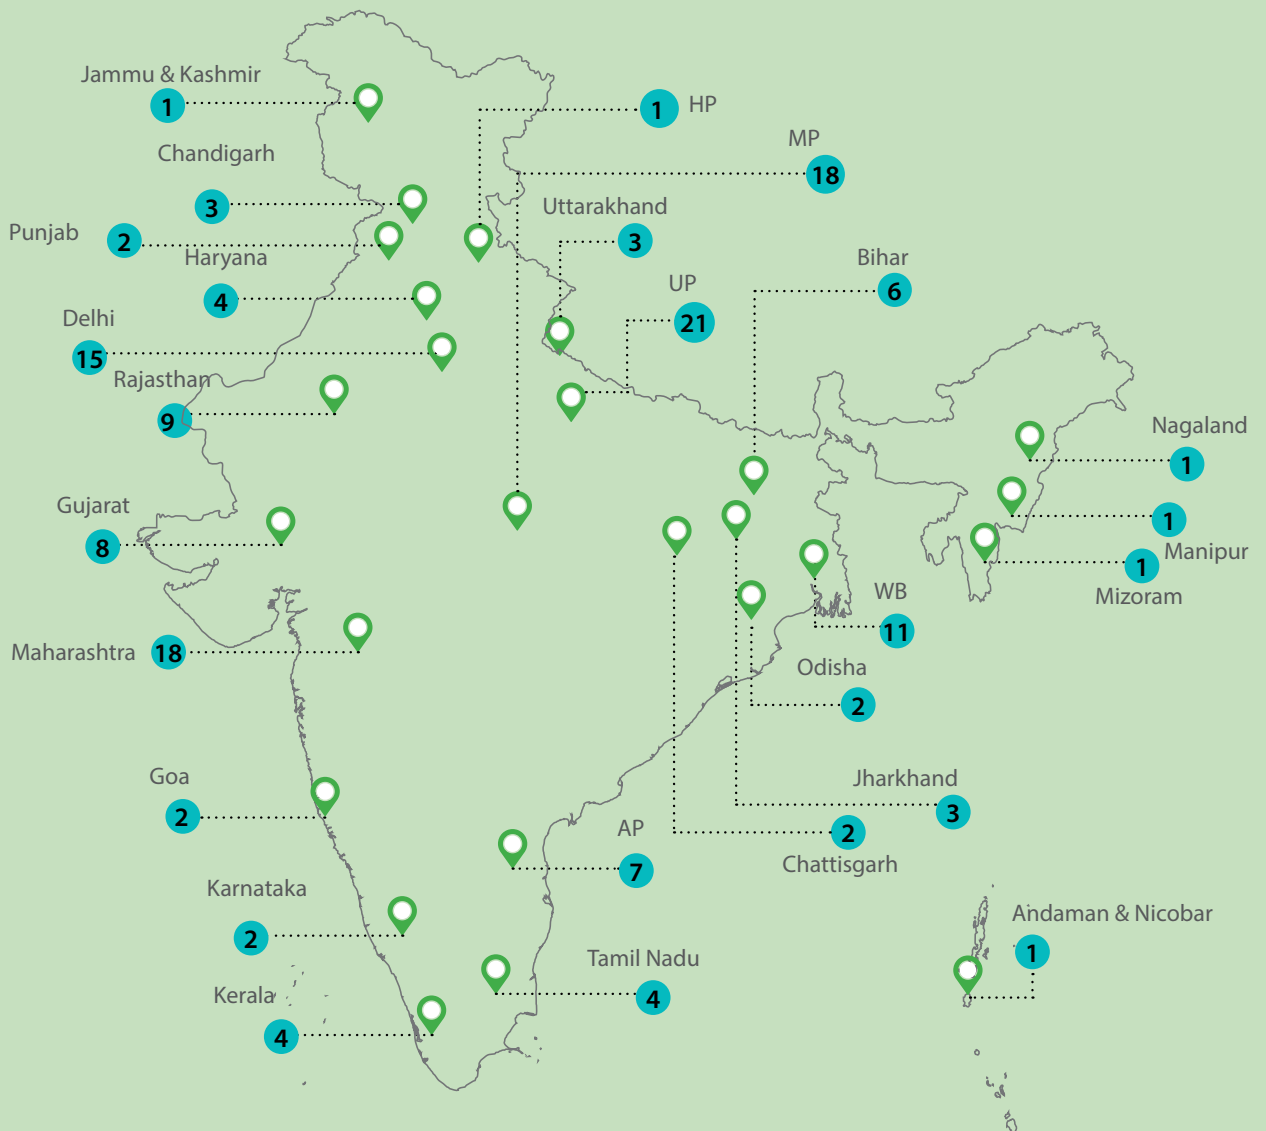 Jammu & Kashmir
1
HP
1
MP
18
Chandigarh
3
Uttarakhand
3
Punjab
2
Haryana
4
Bihar
6
UP
21
Delhi
15
Rajasthan
9
Nagaland
1
Gujarat
8
1
Manipur
1
Mizoram
WB
11
Maharashtra
18
Odisha
2
Goa
2
Jharkhand
3
AP
7
2
Chattisgarh
Karnataka
2
Andaman & Nicobar
1
Tamil Nadu
4
Kerala
4